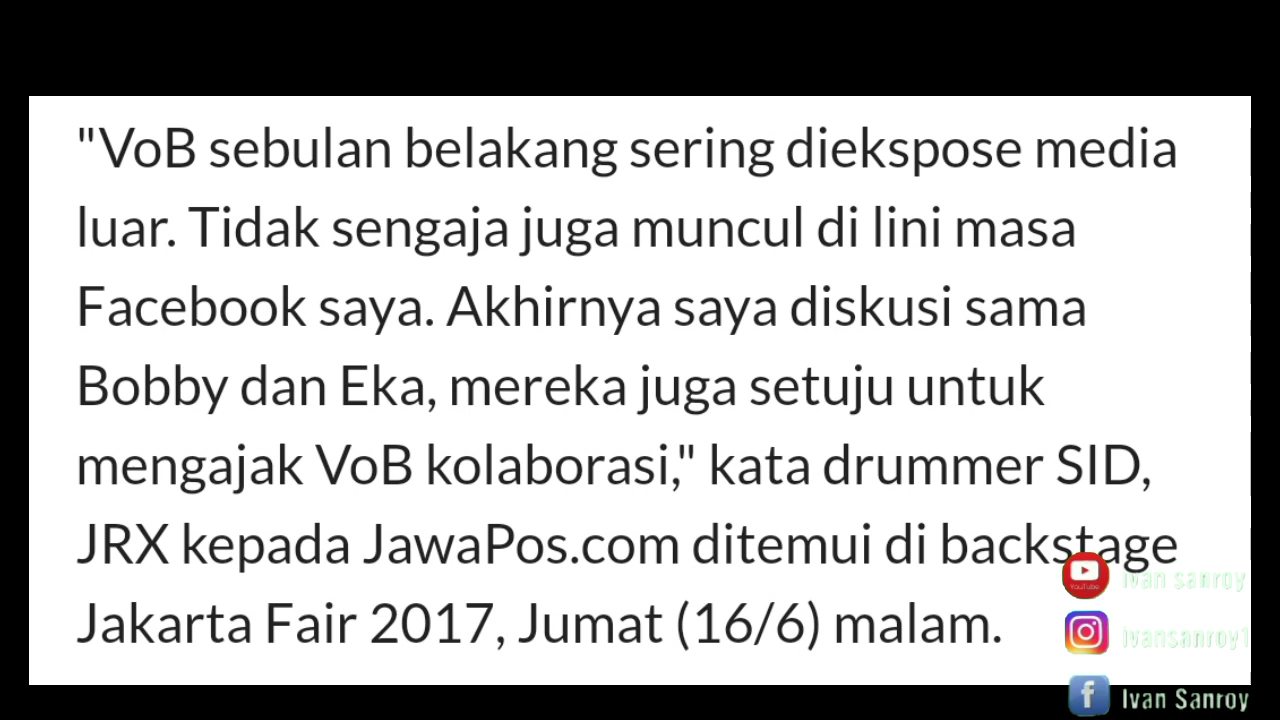 "VoB sebulan belakang sering diekspose media
luar. Tidak sengaja juga muncul di lini masa
Facebook saya. Akhirnya saya diskusi sama
Bobby dan Eka, mereka juga setuju untuk
mengajak VoB kolaborasi," kata drummer SID,
JRX kepada JawaPos.com ditemui di backstage
Jakarta Fair 2017, Jumat (16/6) malam.
YouTube
Ivan sanroy
ivansanroy1
Ivan Sanroy